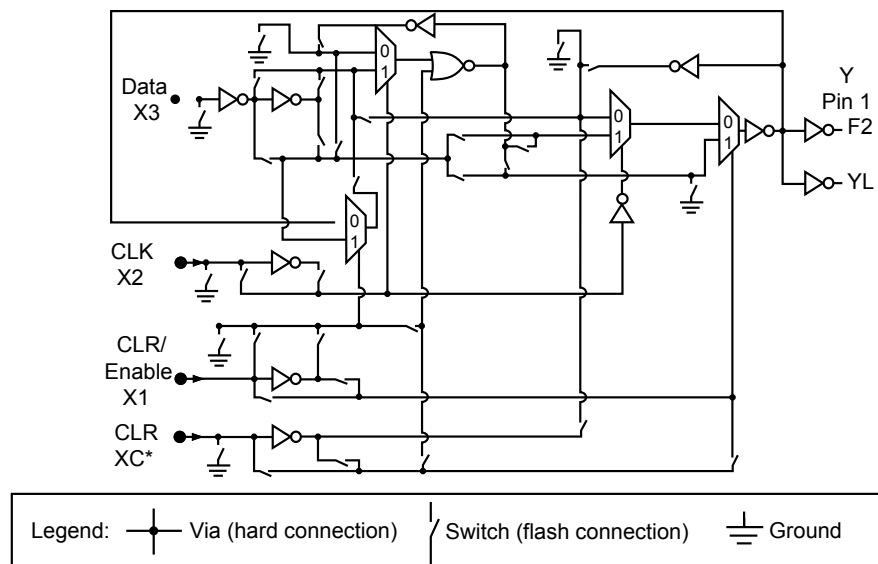 Data
X3
0
1
0
1
0
1
0
1
Y
Pin 1
F2
YL
CLK
X2
CLR/
Enable
X1
CLR
XC*
Legend: Via (hard connection) Switch (flash connection) Ground